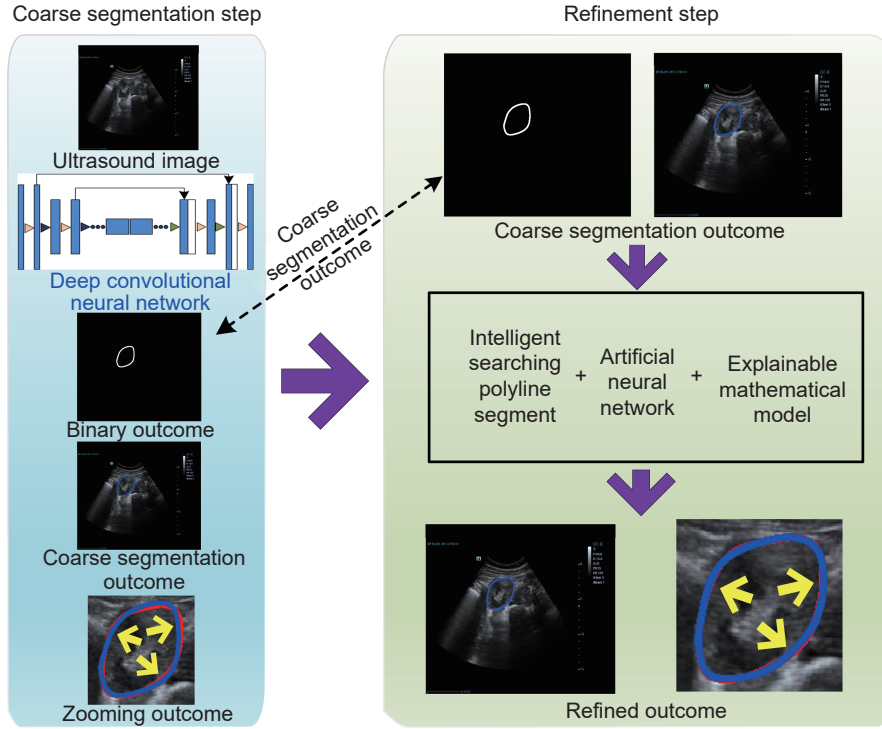 Coarse segmentation step
Ultrasound image
Deep convolutional
neural network
Binary outcome
Coarse segmentation
outcome
Zooming outcome
Coarse
segmentation
outcome
Refinement step
Coarse segmentation outcome
Intelligent
searching
polyline
segment
+
Artificial
neural
network
+
Explainable
mathematical
model
Refined outcome